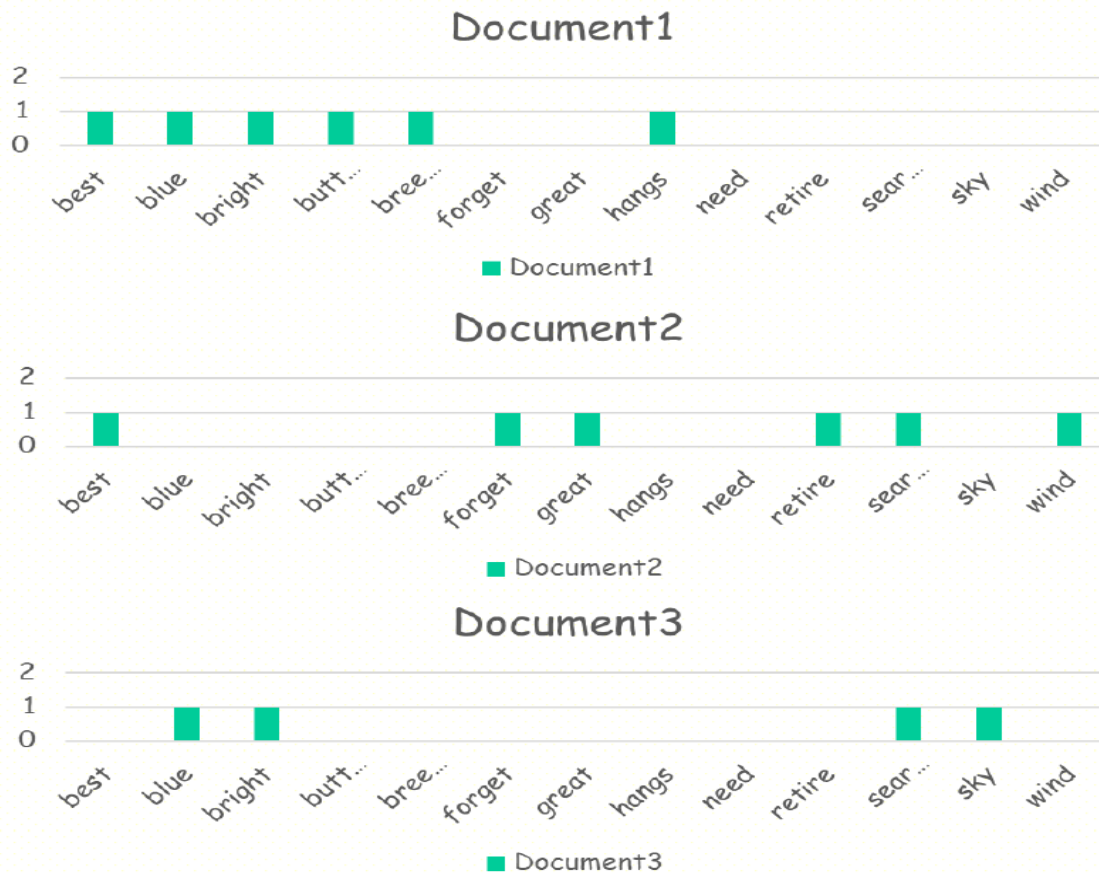 Document1
2
1
0
best blue bright butt... bree... forget great hangs need retire sear... sky wind
Document1
Document2
2
1
0
best blue bright butt... bree... forget great hangs need retire sear... sky wind
Document2
Document3
2
1
0
best blue bright butt... bree... forget great hangs need retire sear... sky wind
Document3